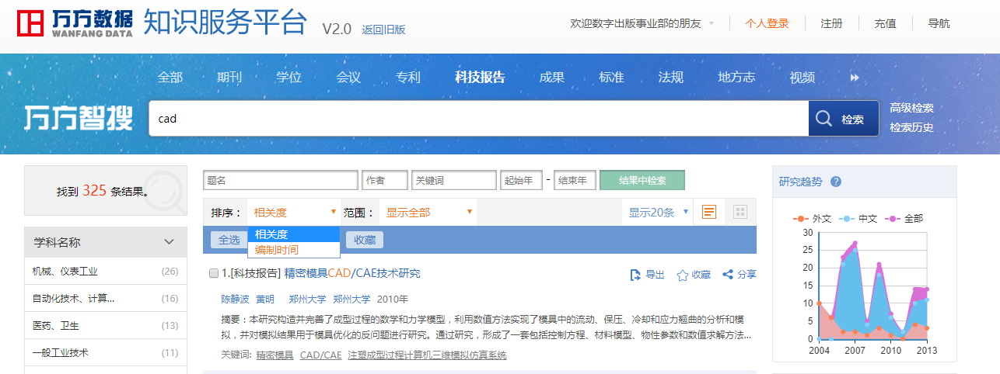 万方数据
WANFANG DATA
知识服务平台 V2.0 返回旧版
欢迎数字出版事业部的朋友 个人登录 注册 充值 导航
全部 期刊 学位 会议 专利 科技报告 成果 标准 法规 地方志 视频
万方智搜
cad
检索
高级检索
检索历史
找到 325 条结果。
学科名称
机械、仪表工业 (26)
自动化技术、计算... (16)
医药、卫生 (13)
一般工业技术 (11)
题名 作者 关键词 起始年 - 结束年 结果中检索
排序： 相关度 范围： 显示全部 显示20条
相关度
编制时间
全选 收藏
1.[科技报告] 精密模具CAD/CAE技术研究
导出 收藏 分享
陈静波 黄明 郑州大学 郑州大学 2010年
摘要：本研究构造并完善了成型过程的数学和力学模型，利用数值方法实现了模具中的流动、保压、冷却和应力翘曲的分析和模
拟，并对模拟结果用于模具优化的反问题进行研究。通过研究，形成了一套包括控制方程、材料模型、物性参数和数值求解方法...
关键词: 精密模具 CAD/CAE 注塑成型过程计算机三维模拟仿真系统
研究趋势 ?
外文 中文 全部
30
25
20
15
10
5
0
2004 2007 2010 2013